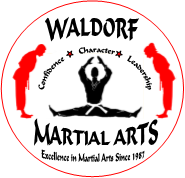 WALDORF
Confidence ★ Character ★ Leadership
MARTIAL ARTS
Excellence in Martial Arts Since 1987